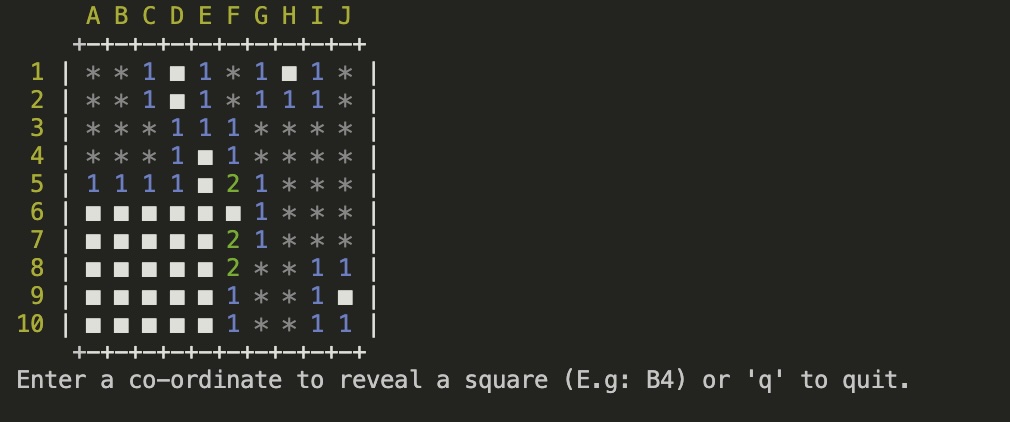 A B C D E F G H I J
+-+-+-+-+-+-+-+-+-+-+
1 | * * 1 ■ 1 * 1 ■ 1 * |
2 | * * 1 ■ 1 * 1 1 1 * |
3 | * * * 1 1 1 * * * * |
4 | * * * 1 ■ 1 * * * * |
5 | 1 1 1 1 ■ 2 1 * * * |
6 | ■ ■ ■ ■ ■ ■ 1 * * * |
7 | ■ ■ ■ ■ ■ 2 1 * * * |
8 | ■ ■ ■ ■ ■ 2 * * 1 1 |
9 | ■ ■ ■ ■ ■ 1 * * 1 ■ |
10 | ■ ■ ■ ■ ■ 1 * * 1 1 |
+-+-+-+-+-+-+-+-+-+-+
Enter a co-ordinate to reveal a square (E.g: B4) or 'q' to quit.